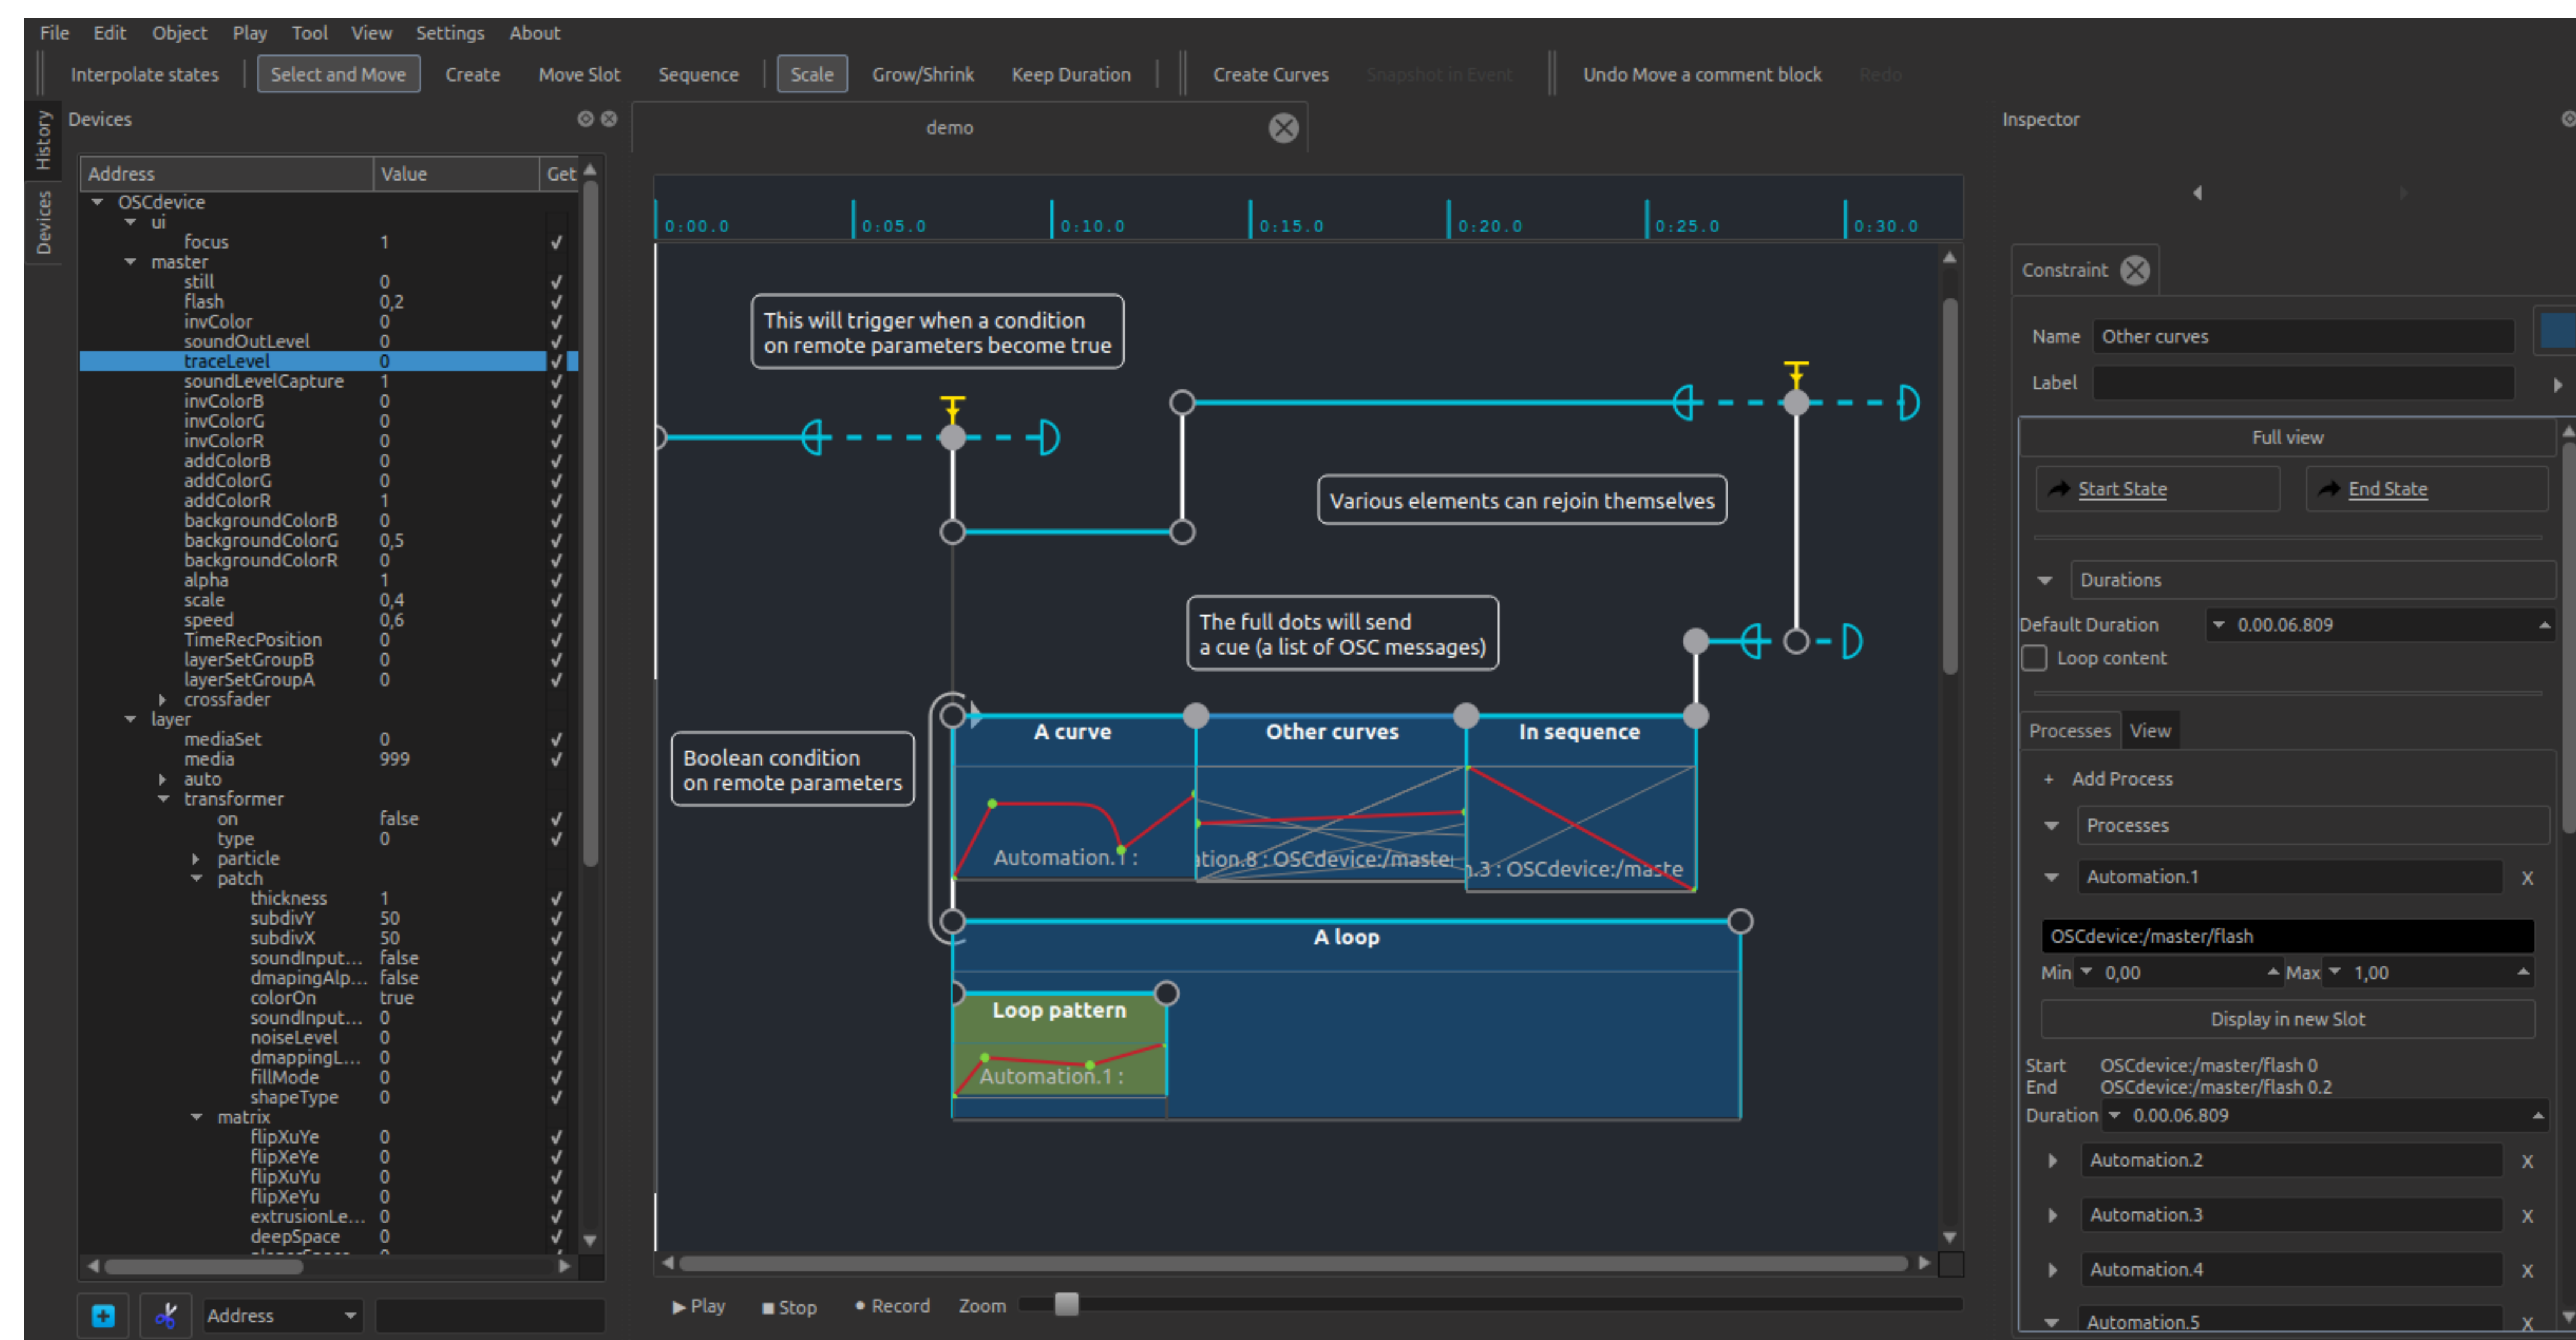 File Edit Object Play Tool View Settings About
Interpolate states Select and Move Create Move Slot Sequence Scale Grow/Shrink Keep Duration Create Curves Snapshot in Event Undo Move a comment block Redo
History
Devices
Devices
Address Value Get
OSCdevice
ui
focus 1
master
still 0
flash 0,2
invColor 0
soundOutLevel 0
traceLevel 0
soundLevelCapture 1
invColorB 0
invColorG 0
invColorR 0
addColorB 0
addColorG 0
addColorR 1
backgroundColorB 0
backgroundColorG 0,5
backgroundColorR 0
alpha 1
scale 0,4
speed 0,6
TimeRecPosition 0
layerSetGroupB 0
layerSetGroupA 0
crossfader
layer
mediaSet 0
media 999
auto
transformer
on false
type 0
particle
patch
thickness 1
subdivY 50
subdivX 50
soundInput... false
dmapingAlp... false
colorOn true
soundInput... 0
noiseLevel 0
dmappingL... 0
fillMode 0
shapeType 0
matrix
flipXuYe 0
flipXeYe 0
flipXuYu 0
flipXeYu 0
extrusionLe... 0
deepSpace 0
Address
demo
0:00.0 0:05.0 0:10.0 0:15.0 0:20.0 0:25.0 0:30.0
This will trigger when a condition
on remote parameters become true
Various elements can rejoin themselves
The full dots will send
a cue (a list of OSC messages)
Boolean condition
on remote parameters
A curve Other curves In sequence
Automation.1 : ation.8 : OSCdevice:/master n.3 : OSCdevice:/maste
A loop
Loop pattern
Automation.1 :
Play Stop Record Zoom
Inspector
Constraint
Name Other curves
Label
Full view
Start State End State
Durations
Default Duration 0.00.06.809
Loop content
Processes View
+ Add Process
Processes
Automation.1 X
OSCdevice:/master/flash
Min 0,00 Max 1,00
Display in new Slot
Start OSCdevice:/master/flash 0
End OSCdevice:/master/flash 0.2
Duration 0.00.06.809
Automation.2 X
Automation.3 X
Automation.4 X
Automation.5 X